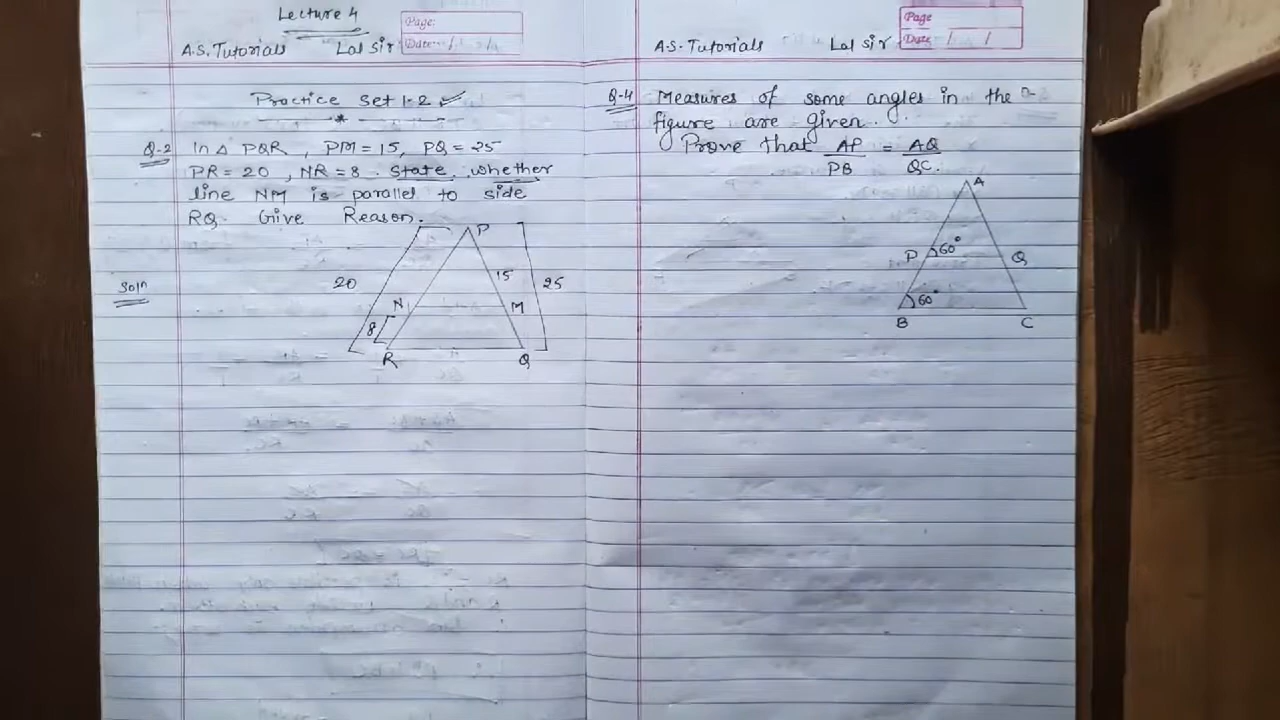 Lecture 4
Page:
Date: / /
A.S. Tutorials Lal Sir
Practice Set 1.2 ✓
Q-2 In △ PQR, PM = 15, PQ = 25
PR = 20, NR = 8. State, whether
line NM is parallel to side
RQ. Give Reason.
P
20
15
25
Soln
N
M
8
R
Q
Page
Date / /
A.S. Tutorials Lal Sir
Q-4 Measures of some angles in the
figure are given.
Prove that AP/PB = AQ/QC.
A
P 60° Q
60°
B C